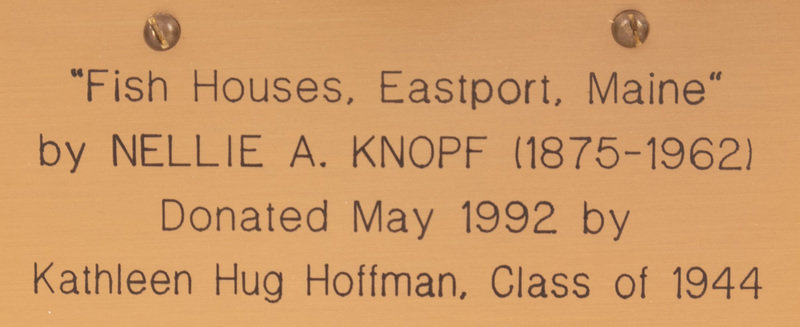 "Fish Houses, Eastport, Maine"
by NELLIE A. KNOPF (1875-1962)
Donated May 1992 by
Kathleen Hug Hoffman, Class of 1944